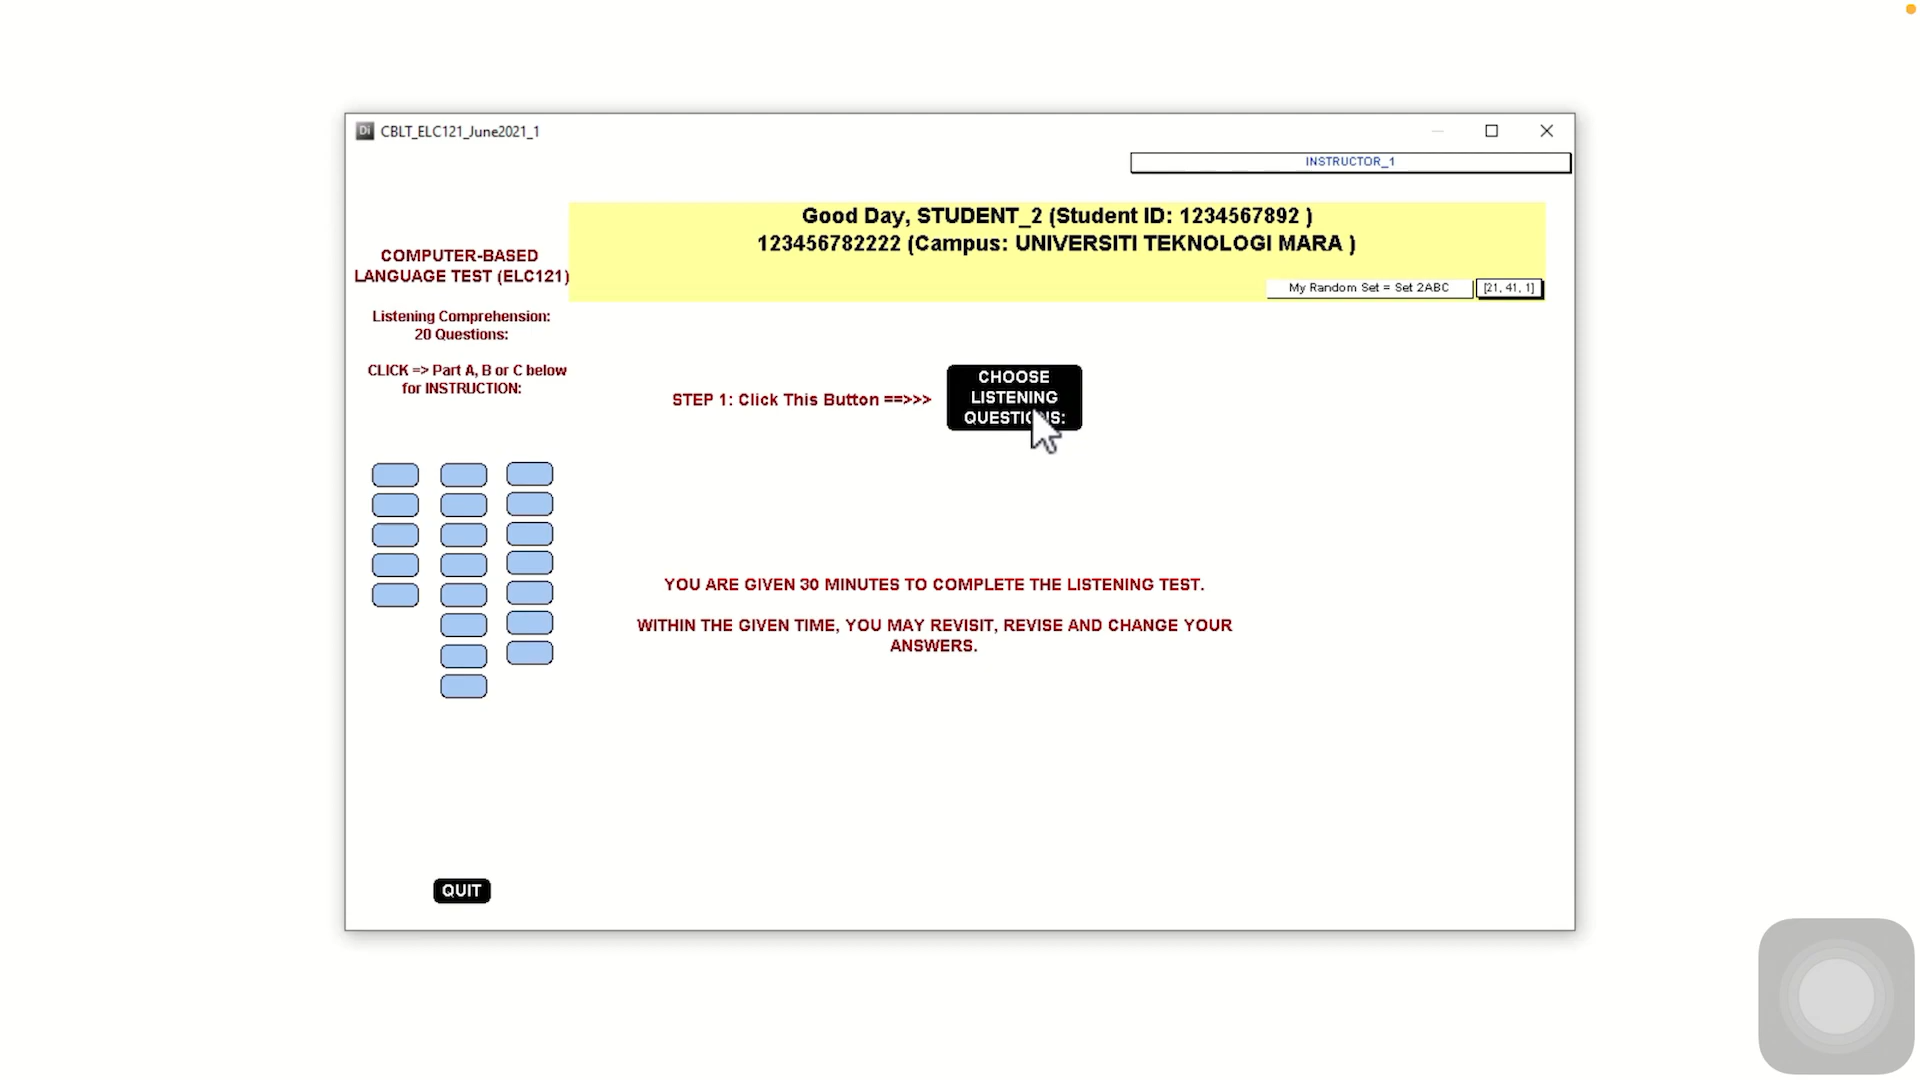 Di CBLT_ELC121_June2021_1
INSTRUCTOR_1
Good Day, STUDENT_2 (Student ID: 1234567892 )
123456782222 (Campus: UNIVERSITI TEKNOLOGI MARA )
My Random Set = Set 2ABC [21, 41, 1]
COMPUTER-BASED
LANGUAGE TEST (ELC121)
Listening Comprehension:
20 Questions:
CLICK => Part A, B or C below
for INSTRUCTION:
STEP 1: Click This Button ==>>>
CHOOSE
LISTENING
QUESTIONS:
YOU ARE GIVEN 30 MINUTES TO COMPLETE THE LISTENING TEST.
WITHIN THE GIVEN TIME, YOU MAY REVISIT, REVISE AND CHANGE YOUR
ANSWERS.
QUIT